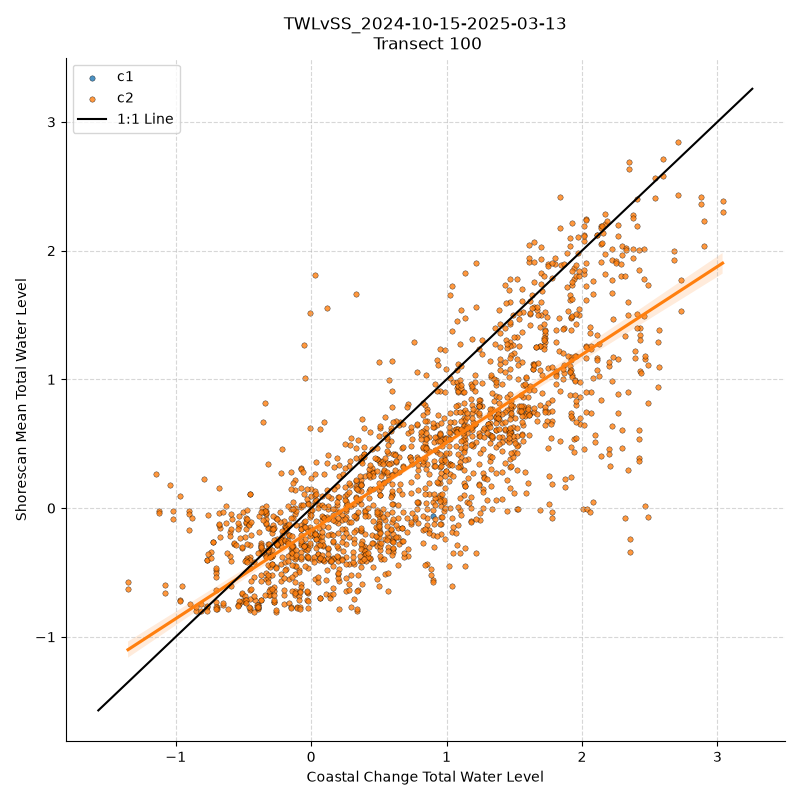 TWLvSS_2024-10-15-2025-03-13
Transect 100
c1
c2
1:1 Line
Shorescan Mean Total Water Level
3
2
1
0
−1
−1
0
1
2
3
Coastal Change Total Water Level